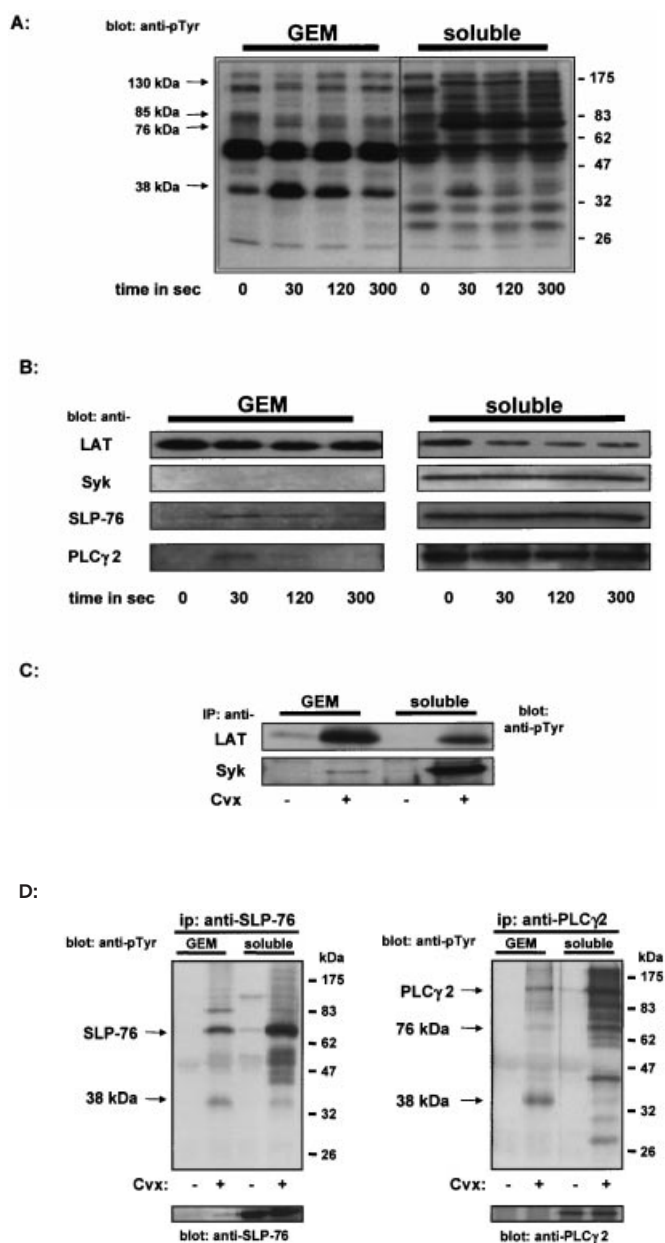 A:
blot: anti-pTyr
GEM soluble
130 kDa
85 kDa
76 kDa
38 kDa
- 175
- 83
- 62
- 47
- 32
- 26
time in sec 0 30 120 300 0 30 120 300
B:
GEM soluble
blot: anti-
LAT
Syk
SLP-76
PLCγ2
time in sec 0 30 120 300 0 30 120 300
C:
GEM soluble
IP: anti-
blot:
anti-pTyr
LAT
Syk
Cvx - + - +
D:
ip: anti-SLP-76
blot: anti-pTyr GEM soluble
kDa
SLP-76
38 kDa
- 175
- 83
- 62
- 47
- 32
- 26
Cvx: - + - +
blot: anti-SLP-76
ip: anti-PLCγ2
blot: anti-pTyr GEM soluble
kDa
PLCγ2
76 kDa
38 kDa
- 175
- 83
- 62
- 47
- 32
- 26
Cvx: - + - +
blot: anti-PLCγ2